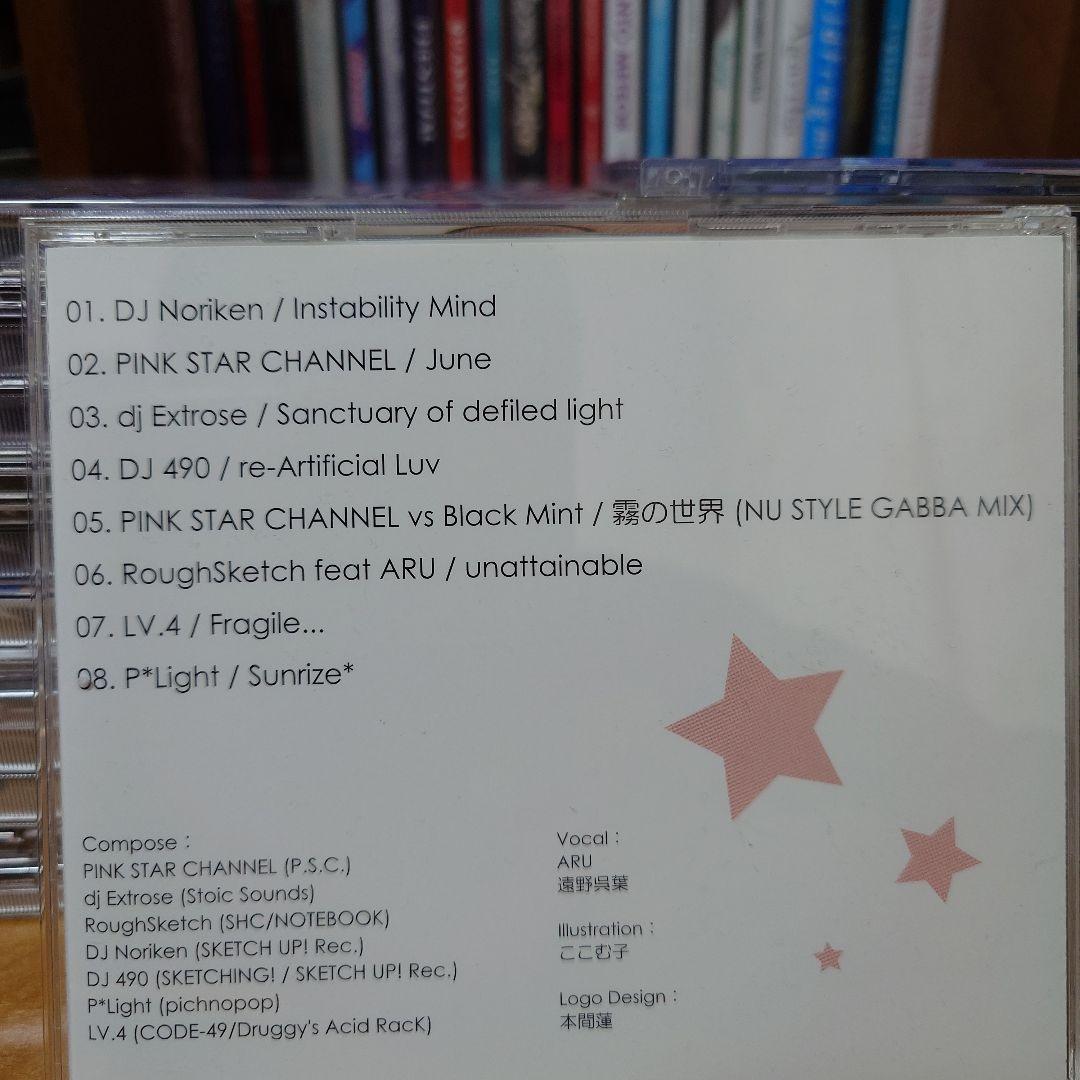 01. DJ Noriken / Instability Mind
02. PINK STAR CHANNEL / June
03. dj Extrose / Sanctuary of defiled light
04. DJ 490 / re-Artificial Luv
05. PINK STAR CHANNEL vs Black Mint / 霧の世界 (NU STYLE GABBA MIX)
06. RoughSketch feat ARU / unattainable
07. LV.4 / Fragile...
08. P*Light / Sunrize*
Compose：
PINK STAR CHANNEL (P.S.C.)
dj Extrose (Stoic Sounds)
RoughSketch (SHC/NOTEBOOK)
DJ Noriken (SKETCH UP! Rec.)
DJ 490 (SKETCHING! / SKETCH UP! Rec.)
P*Light (pichnopop)
LV.4 (CODE-49/Druggy's Acid RacK)
Vocal：
ARU
遠野呉葉
Illustration：
ここむ子
Logo Design：
本間蓮